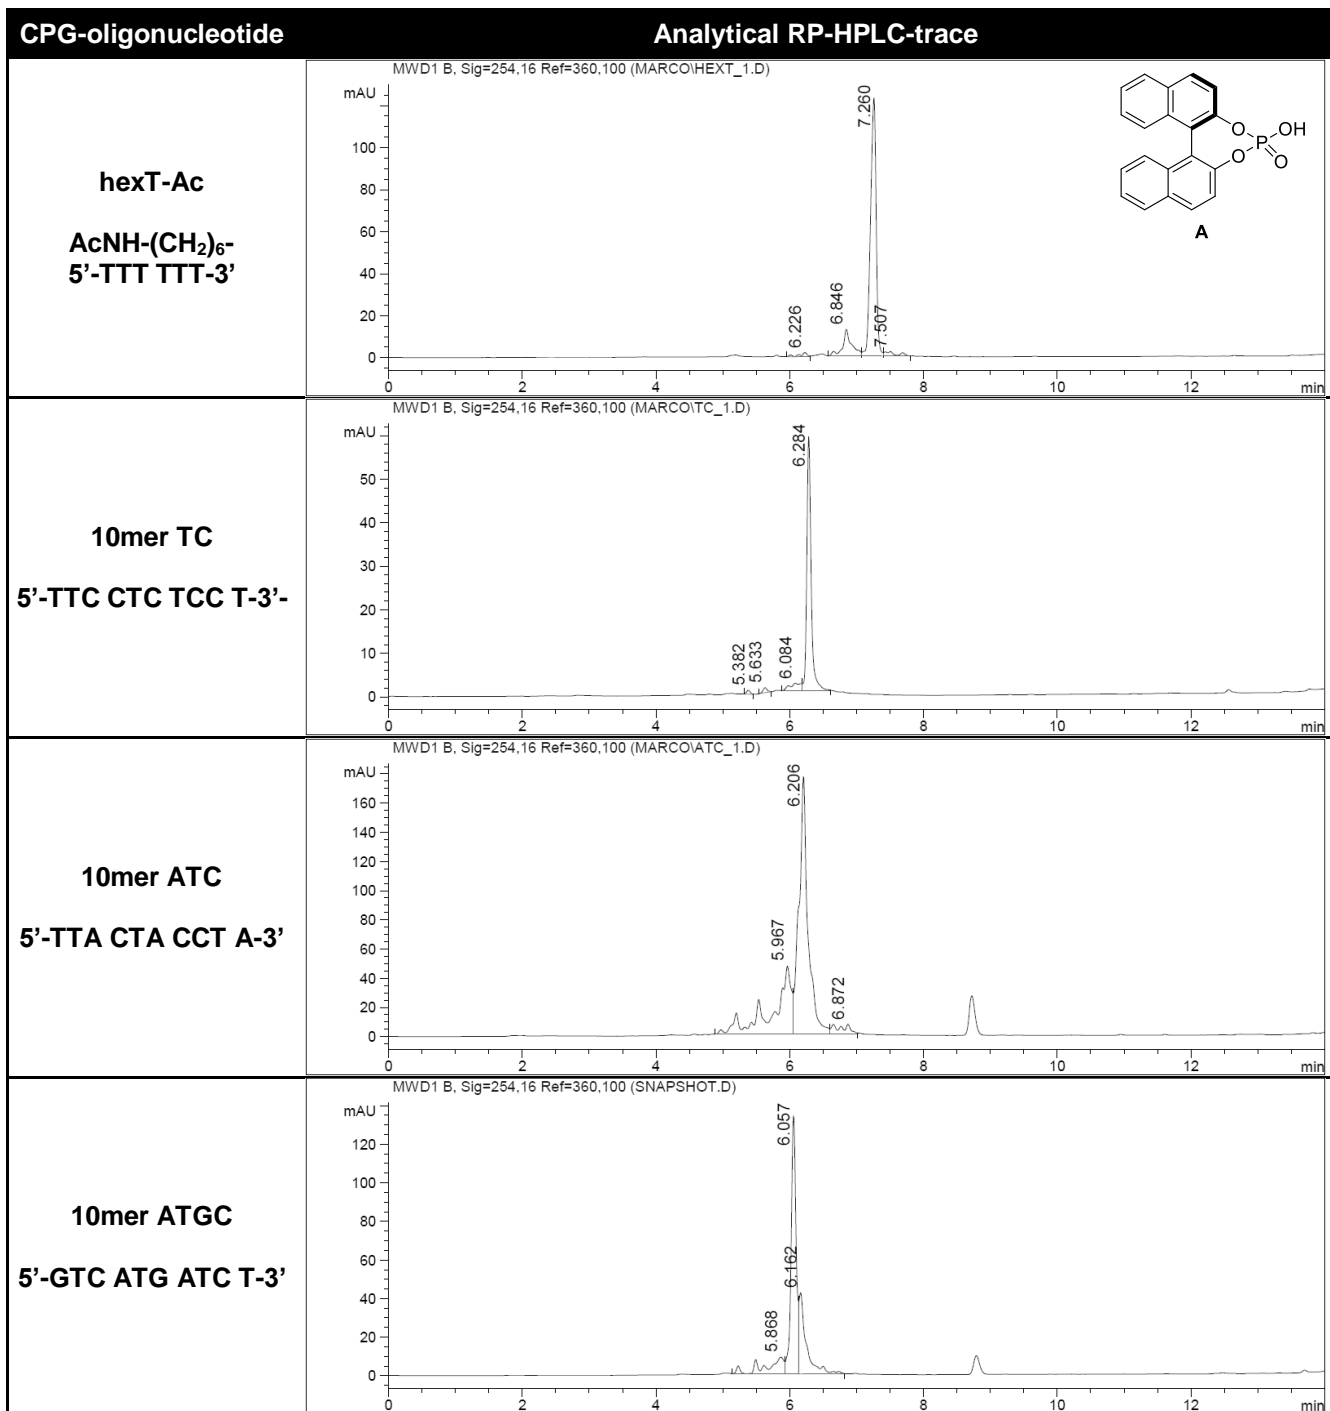 CPG-oligonucleotide
Analytical RP-HPLC-trace
hexT-Ac
AcNH-(CH₂)₆-
5’-TTT TTT-3’
MWD1 B, Sig=254,16 Ref=360,100 (MARCO\HEXT_1.D)
mAU
100
80
60
40
20
0
6.226
6.846
7.260
7.507
0 2 4 6 8 10 12 min
O
O
P
OH
O
A
10mer TC
5’-TTC CTC TCC T-3’-
MWD1 B, Sig=254,16 Ref=360,100 (MARCO\TC_1.D)
mAU
50
40
30
20
10
0
5.382
5.633
6.084
6.284
0 2 4 6 8 10 12 min
10mer ATC
5’-TTA CTA CCT A-3’
MWD1 B, Sig=254,16 Ref=360,100 (MARCO\ATC_1.D)
mAU
160
140
120
100
80
60
40
20
0
5.967
6.206
6.872
0 2 4 6 8 10 12 min
10mer ATGC
5’-GTC ATG ATC T-3’
MWD1 B, Sig=254,16 Ref=360,100 (SNAPSHOT.D)
mAU
120
100
80
60
40
20
0
5.868
6.057
6.162
0 2 4 6 8 10 12 min